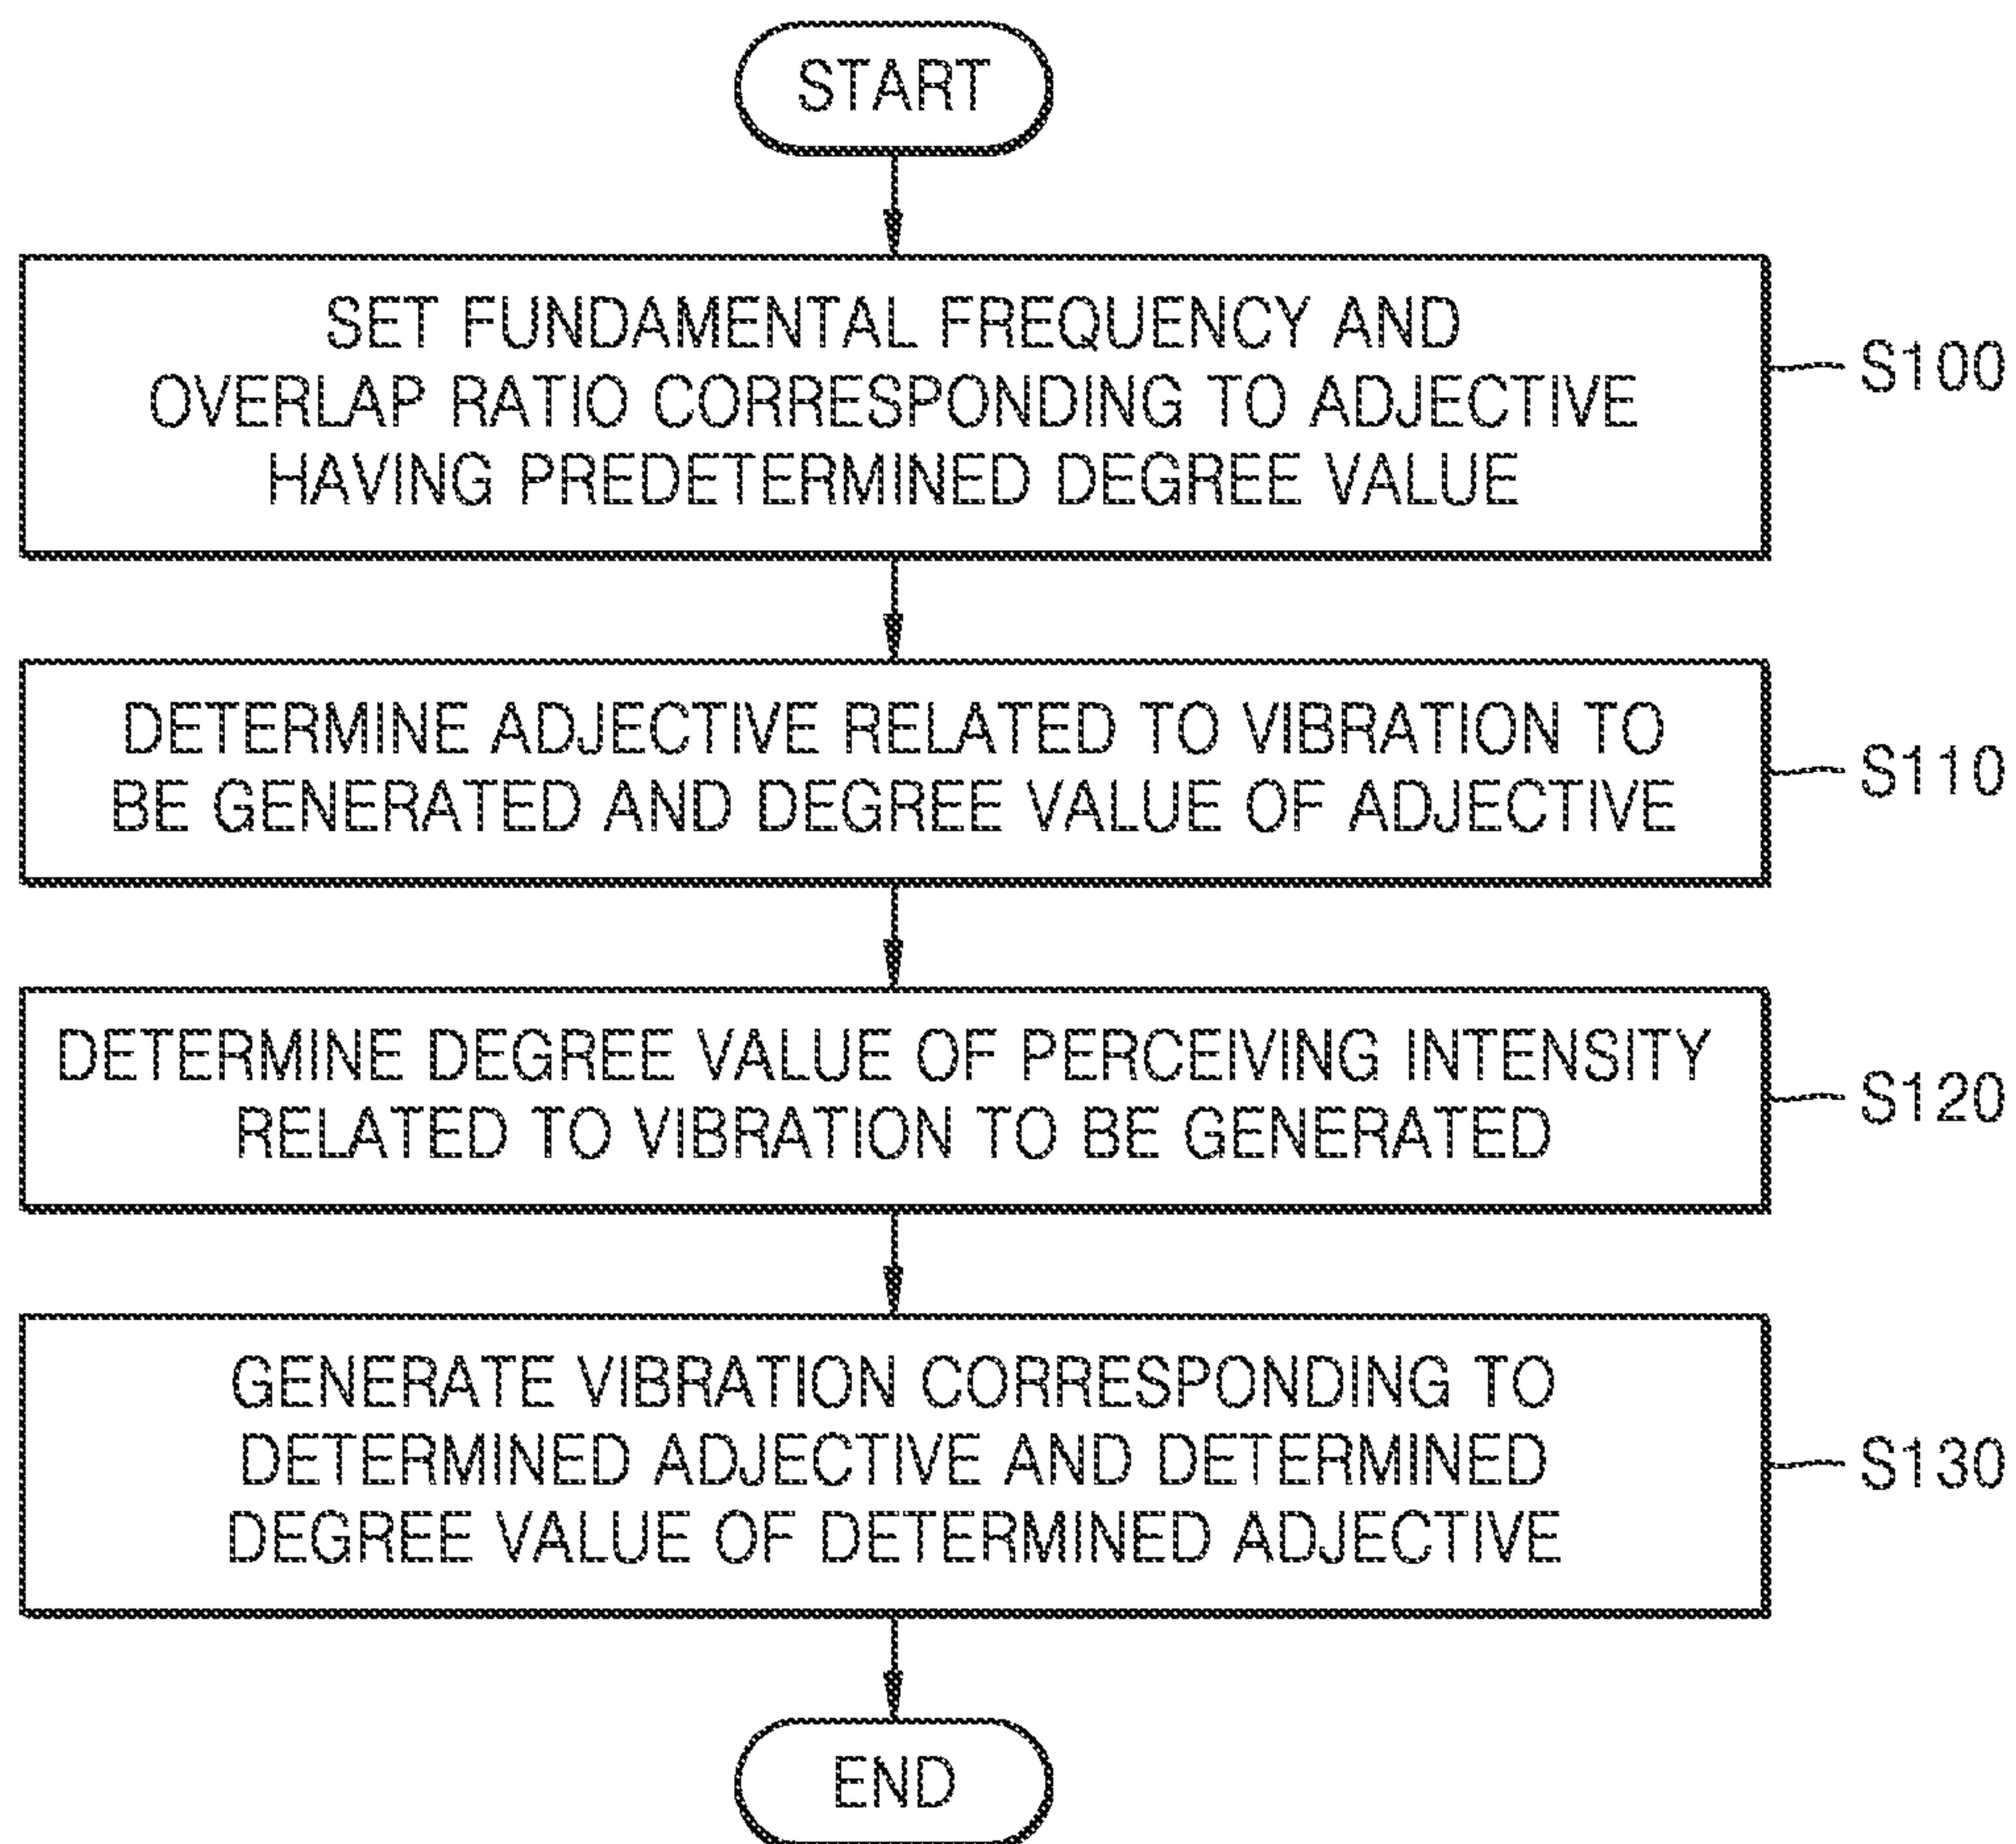 START
SET FUNDAMENTAL FREQUENCY AND
OVERLAP RATIO CORRESPONDING TO ADJECTIVE
HAVING PREDETERMINED DEGREE VALUE
S100
DETERMINE ADJECTIVE RELATED TO VIBRATION TO
BE GENERATED AND DEGREE VALUE OF ADJECTIVE
S110
DETERMINE DEGREE VALUE OF PERCEIVING INTENSITY
RELATED TO VIBRATION TO BE GENERATED
S120
GENERATE VIBRATION CORRESPONDING TO
DETERMINED ADJECTIVE AND DETERMINED
DEGREE VALUE OF DETERMINED ADJECTIVE
S130
END